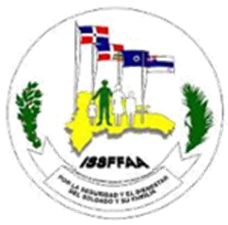 ISSFFAA
POR LA SEGURIDAD Y EL BIENESTAR
DEL SOLDADO Y SU FAMILIA